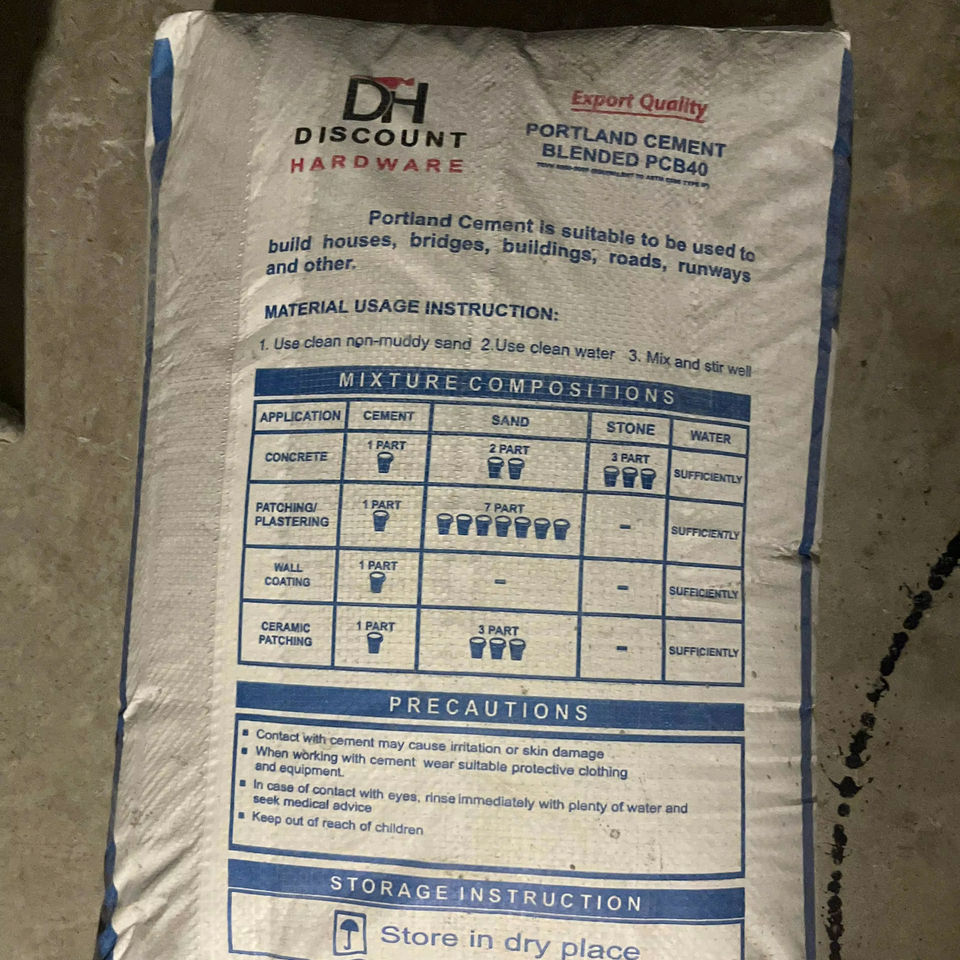 DH
DISCOUNT
HARDWARE
Export Quality
PORTLAND CEMENT
BLENDED PCB40
EQUIVALENT TO ASTM TYPE
Portland Cement is suitable to be used to
build houses, bridges, buildings, roads, runways
and other.
MATERIAL USAGE INSTRUCTION:
1. Use clean non-muddy sand 2.Use clean water 3. Mix and stir well
MIXTURE COMPOSITIONS
APPLICATION CEMENT SAND STONE WATER
CONCRETE 1 PART 2 PART 3 PART SUFFICIENTLY
PATCHING/
PLASTERING 1 PART 7 PART - - SUFFICIENTLY
WALL
COATING 1 PART - - SUFFICIENTLY
CERAMIC
PATCHING 1 PART 3 PART - SUFFICIENTLY
PRECAUTIONS
▪ Contact with cement may cause irritation or skin damage
▪ When working with cement wear suitable protective clothing
and equipment.
▪ In case of contact with eyes, rinse immediately with plenty of water and
seek medical advice
▪ Keep out of reach of children
STORAGE INSTRUCTION
Store in dry place